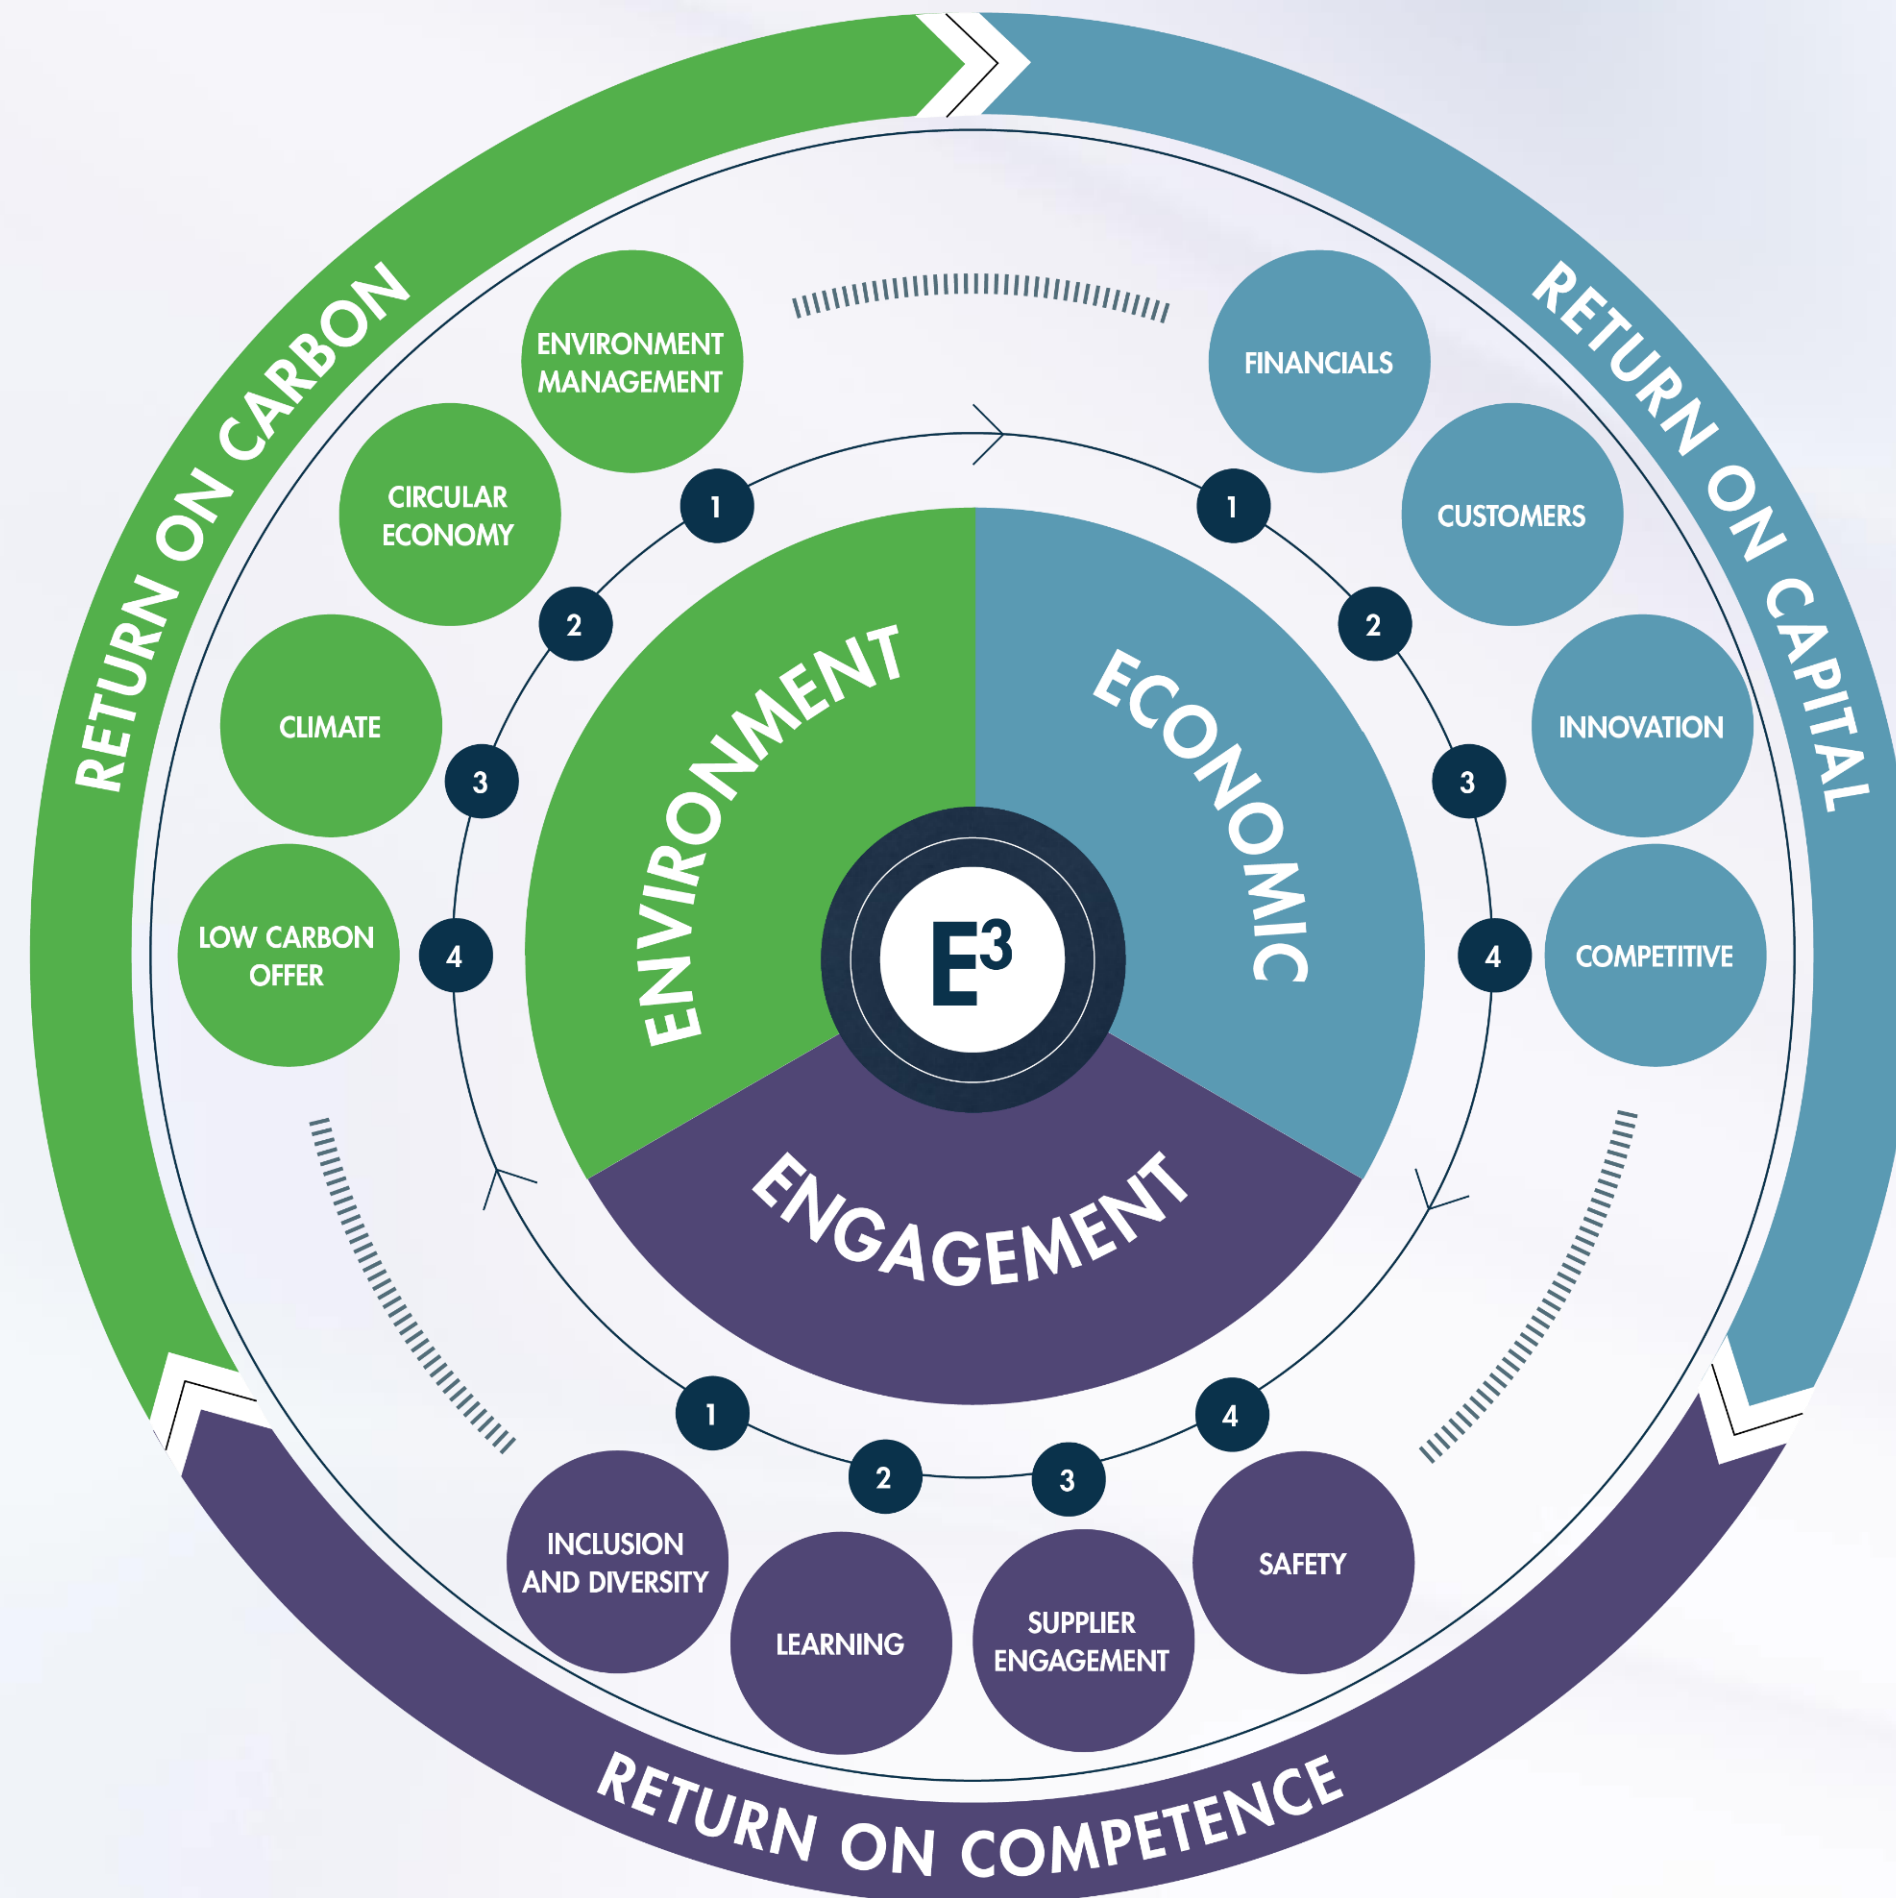 RETURN ON CARBON
RETURN ON CAPITAL
RETURN ON COMPETENCE
E³
ENVIRONMENT
ENVIRONMENT
MANAGEMENT
1
CIRCULAR
ECONOMY
2
CLIMATE
3
LOW CARBON
OFFER
4
ECONOMIC
FINANCIALS
1
CUSTOMERS
2
INNOVATION
3
COMPETITIVE
4
ENGAGEMENT
1
INCLUSION
AND DIVERSITY
2
LEARNING
3
SUPPLIER
ENGAGEMENT
4
SAFETY